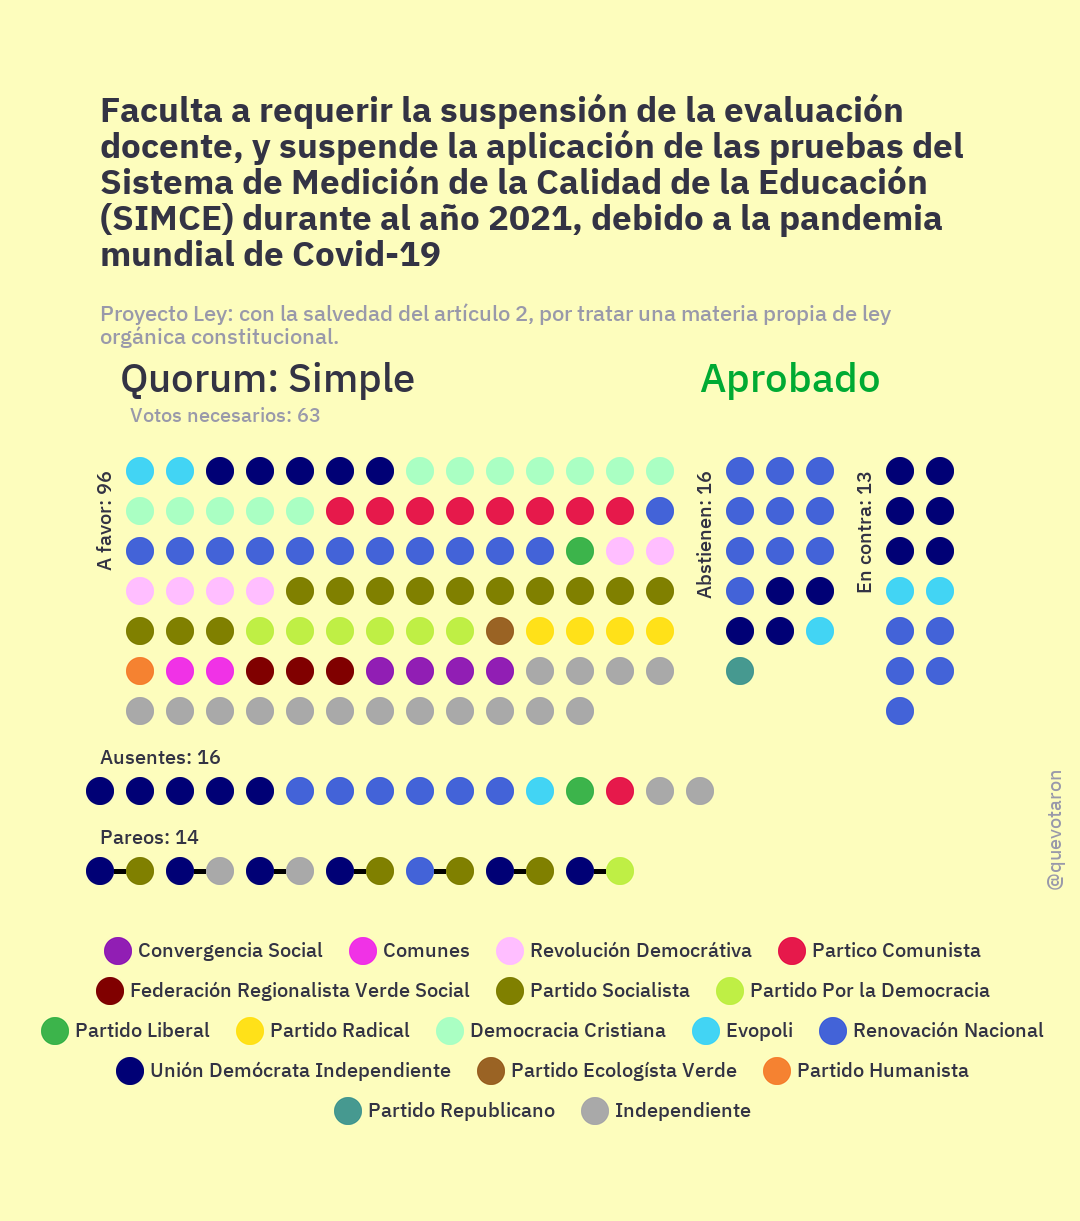 Faculta a requerir la suspensión de la evaluación
docente, y suspende la aplicación de las pruebas del
Sistema de Medición de la Calidad de la Educación
(SIMCE) durante al año 2021, debido a la pandemia
mundial de Covid-19
Proyecto Ley: con la salvedad del artículo 2, por tratar una materia propia de ley
orgánica constitucional.
Quorum: Simple
Aprobado
Votos necesarios: 63
A favor: 96
Abstienen: 16
En contra: 13
Ausentes: 16
Pareos: 14
@quevotaron
Convergencia Social Comunes Revolución Democrátiva Partico Comunista
Federación Regionalista Verde Social Partido Socialista Partido Por la Democracia
Partido Liberal Partido Radical Democracia Cristiana Evopoli Renovación Nacional
Unión Demócrata Independiente Partido Ecologísta Verde Partido Humanista
Partido Republicano Independiente